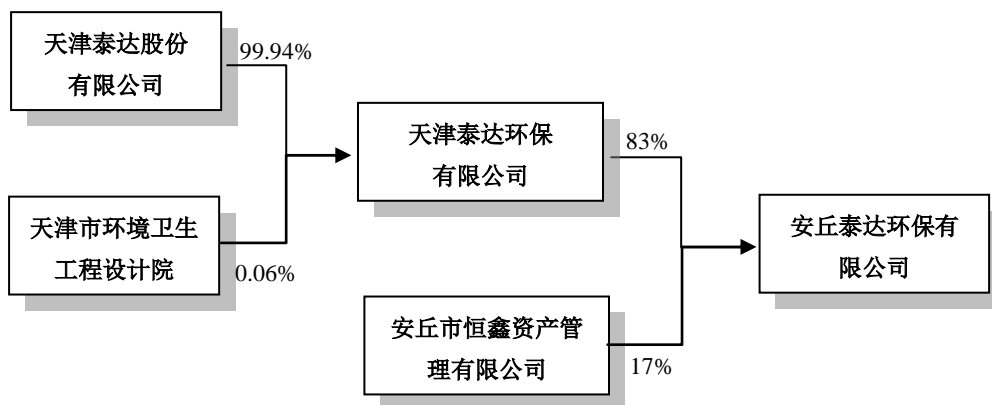 天津泰达股份
有限公司
99.94%
天津市环境卫生
工程设计院
0.06%
天津泰达环保
有限公司
83%
安丘市恒鑫资产管
理有限公司
17%
安丘泰达环保有
限公司